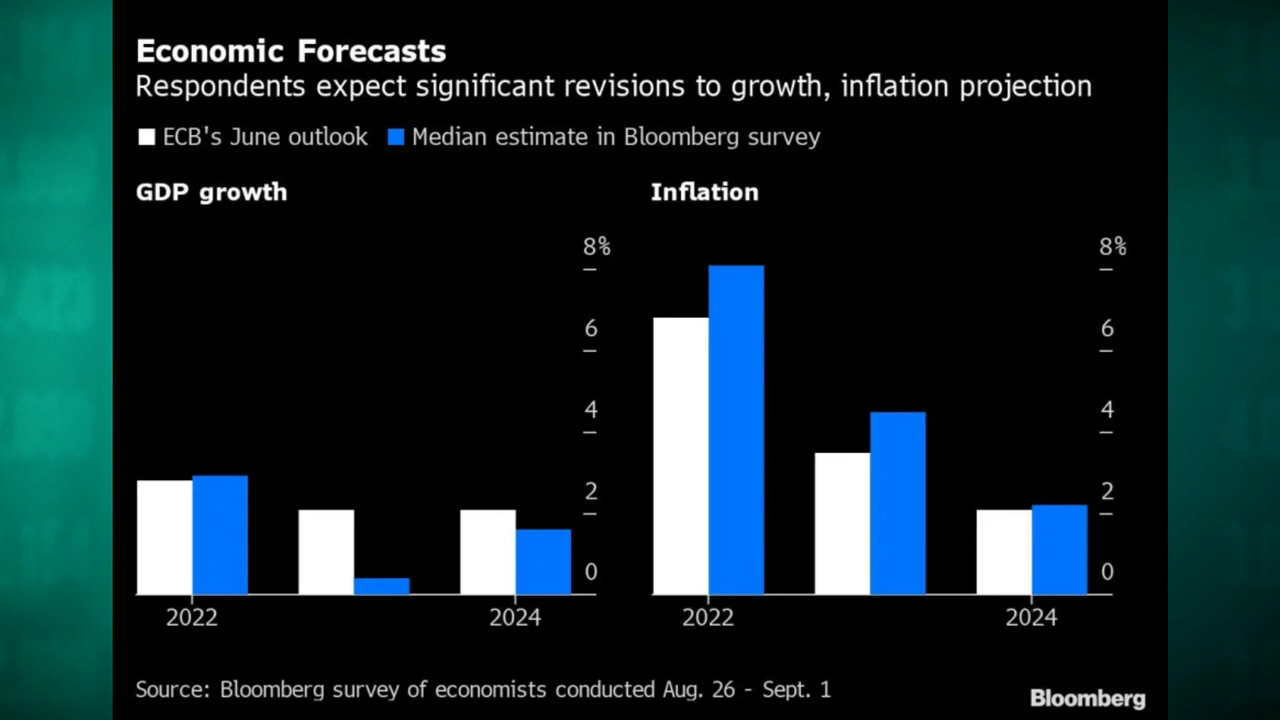 Economic Forecasts
Respondents expect significant revisions to growth, inflation projection
ECB's June outlook Median estimate in Bloomberg survey
GDP growth
8%
6
4
2
0
2022 2024
Inflation
8%
6
4
2
0
2022 2024
Source: Bloomberg survey of economists conducted Aug. 26 - Sept. 1
Bloomberg